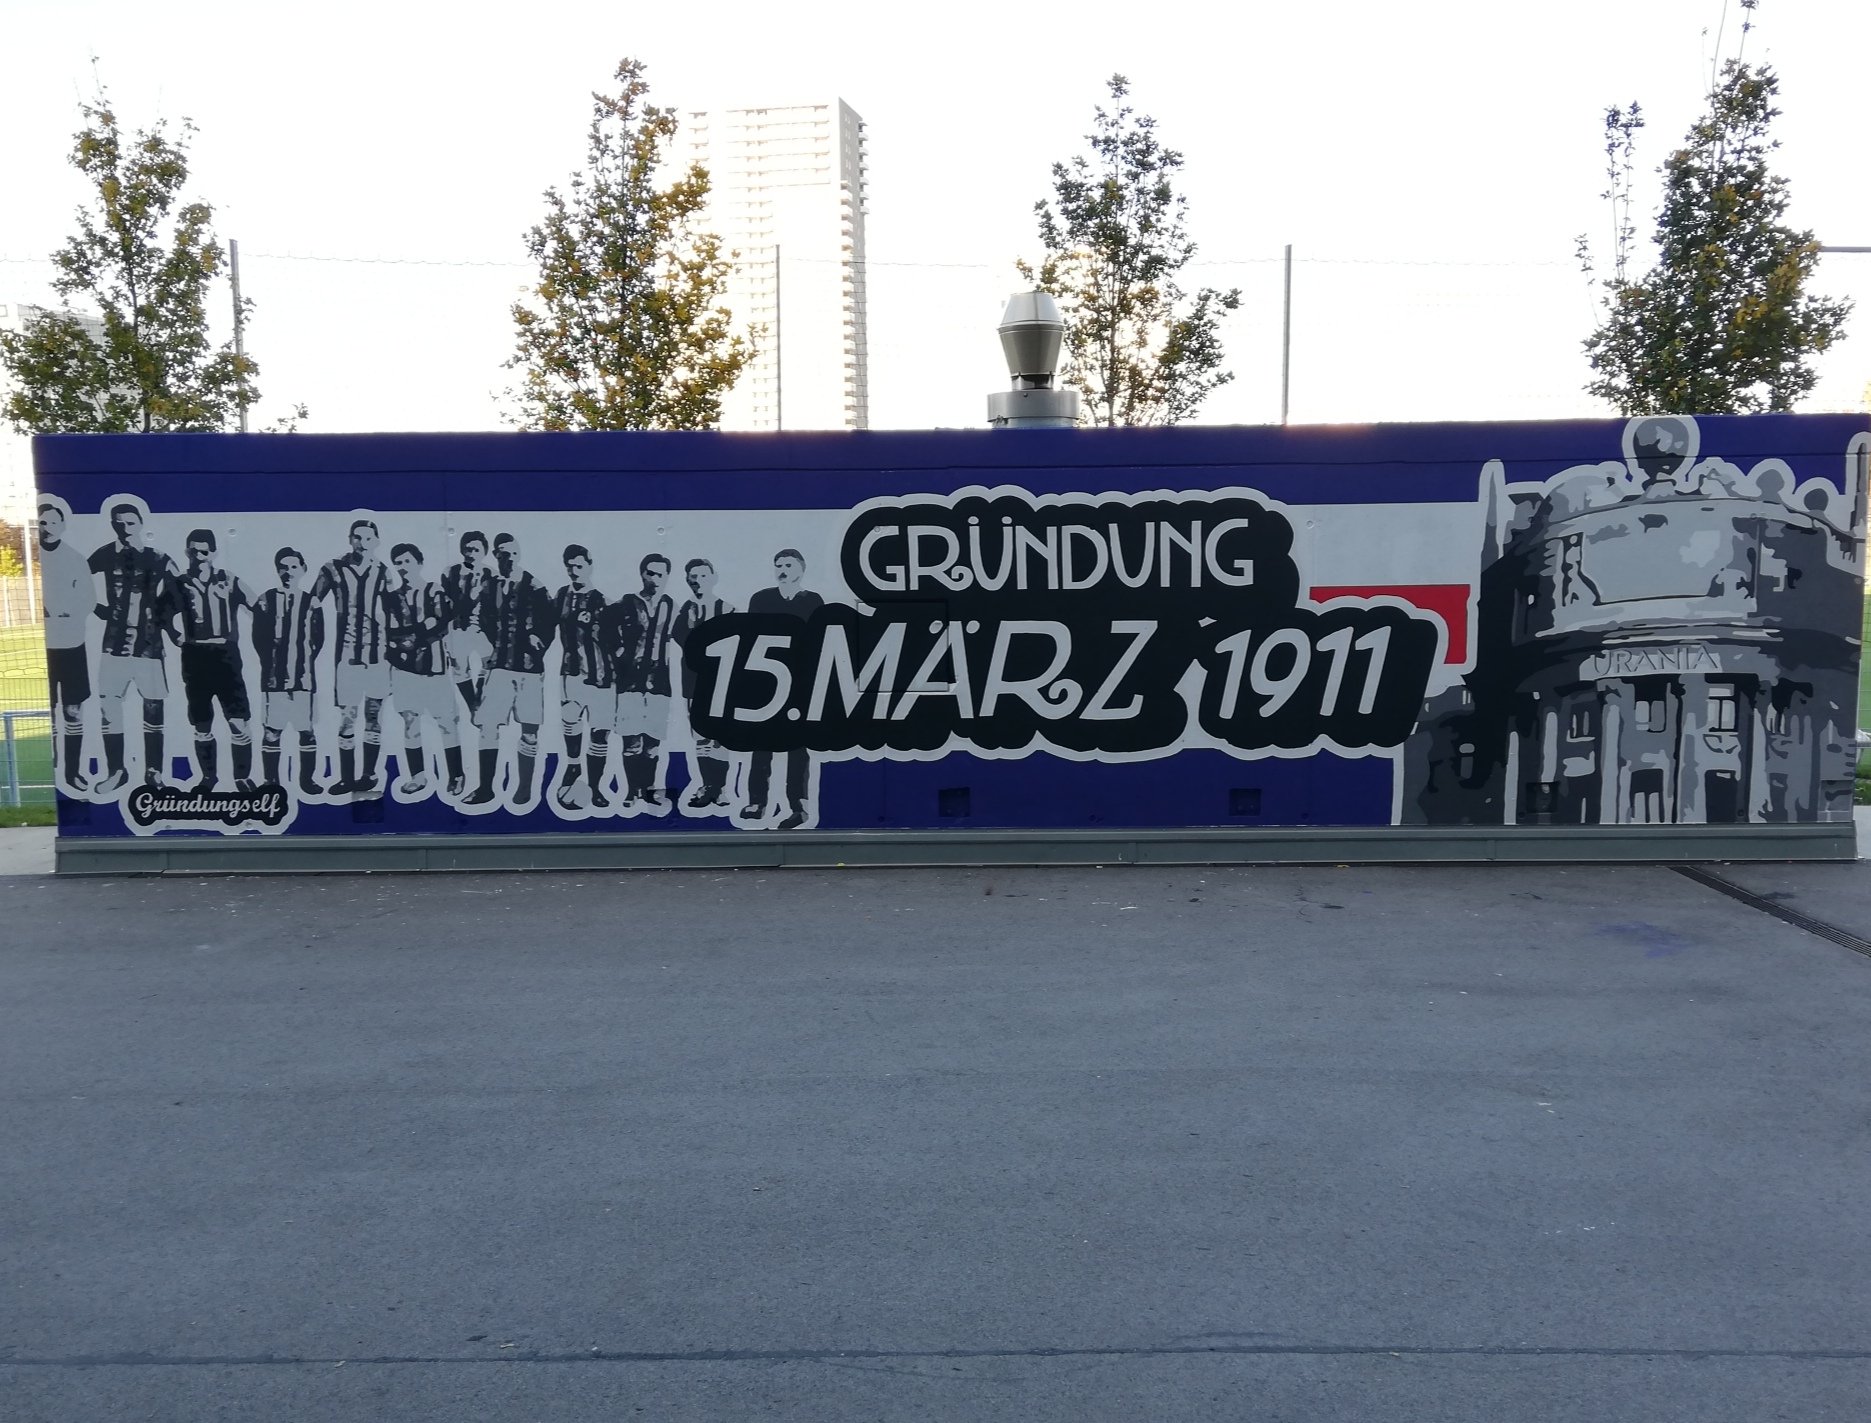 GRÜNDUNG
15. MÄRZ 1911
Gründungself
URANIA